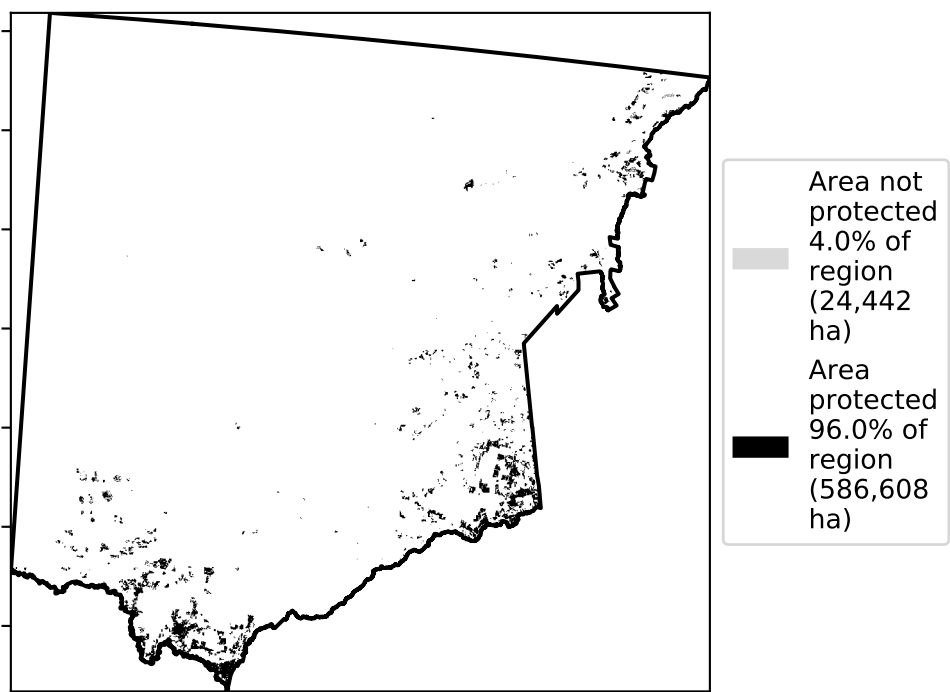 Area not
protected
4.0% of
region
(24,442
ha)
Area
protected
96.0% of
region
(586,608
ha)